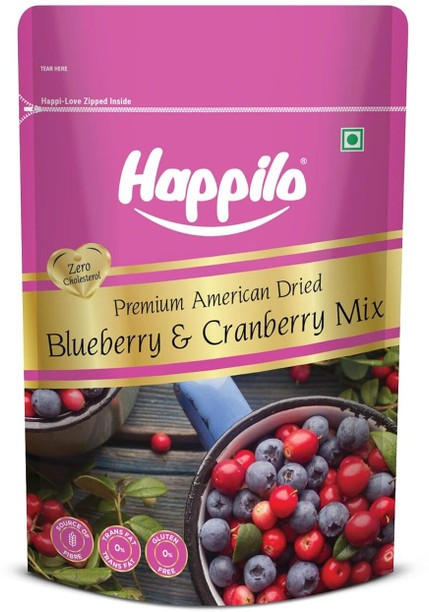 TEAR HERE
Happi-Love Zipped Inside
Happilo®
Zero
Cholesterol
Premium American Dried
Blueberry & Cranberry Mix
SOURCE OF
FIBRE
TRANS FAT
0%
TRANS FAT
GLUTEN
0%
FREE